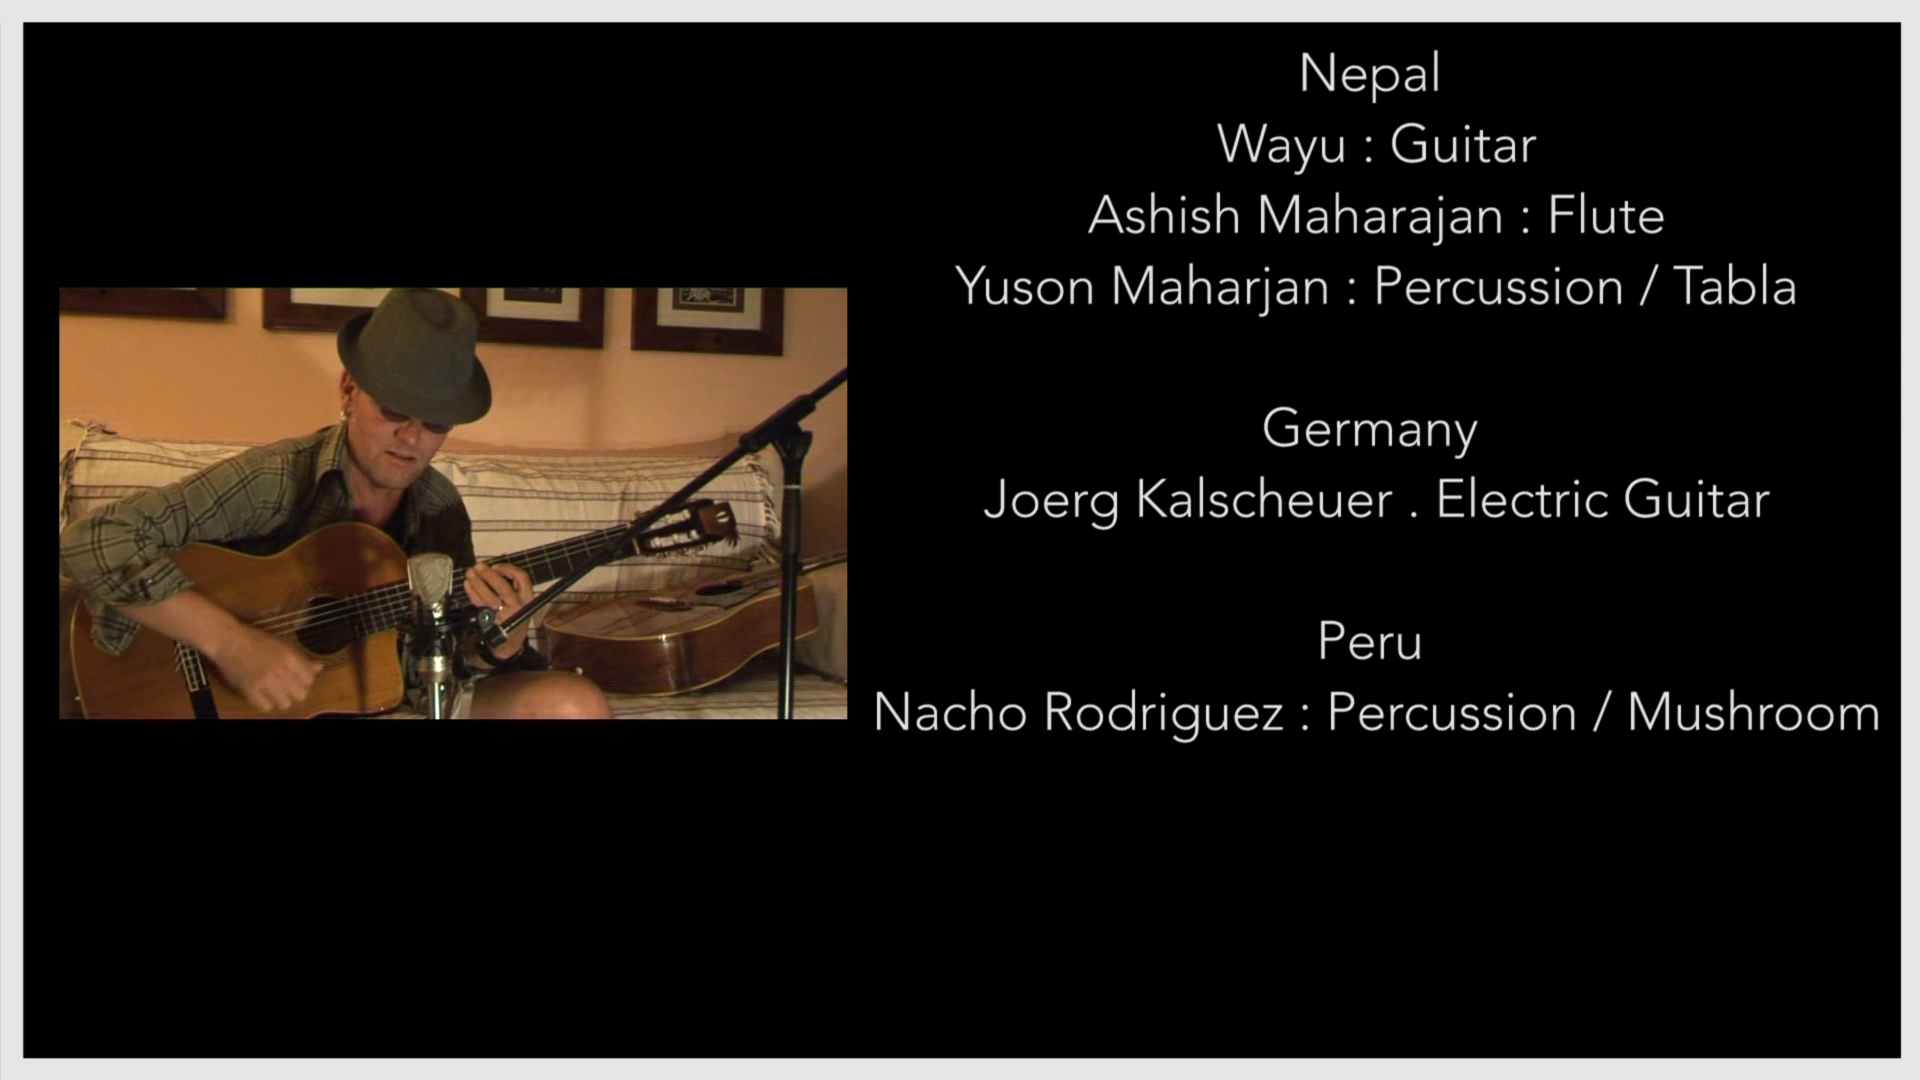 Nepal
Wayu : Guitar
Ashish Maharajan : Flute
Yuson Maharjan : Percussion / Tabla
Germany
Joerg Kalscheuer . Electric Guitar
Peru
Nacho Rodriguez : Percussion / Mushroom